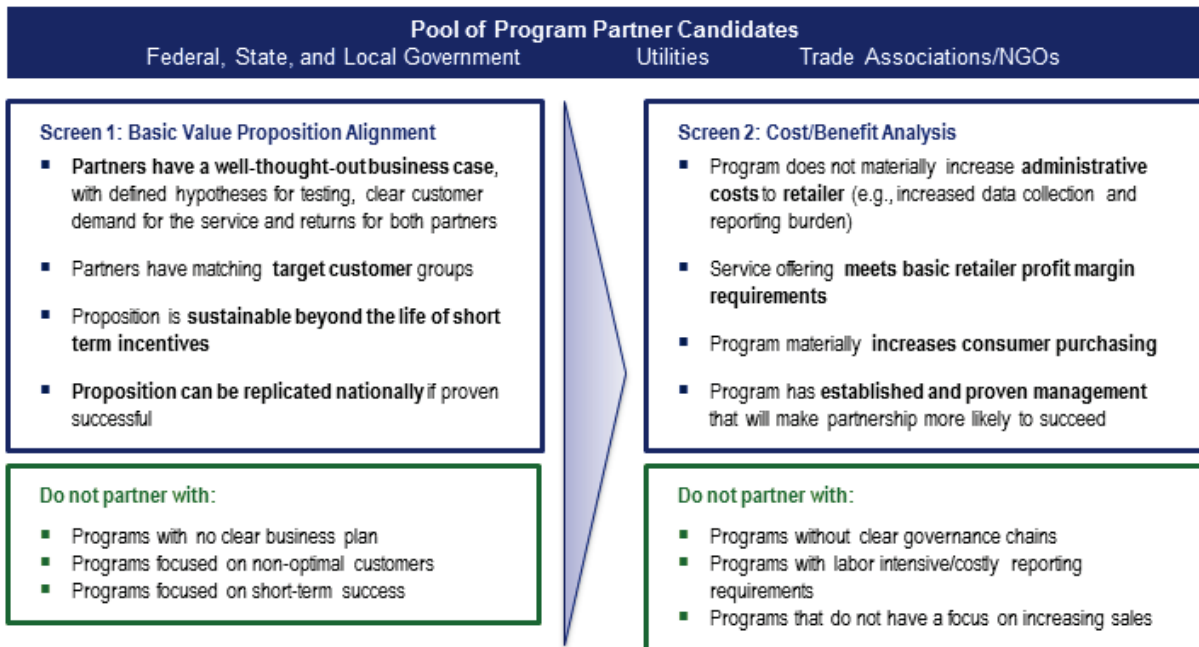 Pool of Program Partner Candidates
Federal, State, and Local Government Utilities Trade Associations/NGOs
Screen 1: Basic Value Proposition Alignment
▪ Partners have a well-thought-out business case,
with defined hypotheses for testing, clear customer
demand for the service and returns for both partners
▪ Partners have matching target customer groups
▪ Proposition is sustainable beyond the life of short
term incentives
▪ Proposition can be replicated nationally if proven
successful
Do not partner with:
▪ Programs with no clear business plan
▪ Programs focused on non-optimal customers
▪ Programs focused on short-term success
Screen 2: Cost/Benefit Analysis
▪ Program does not materially increase administrative
costs to retailer (e.g., increased data collection and
reporting burden)
▪ Service offering meets basic retailer profit margin
requirements
▪ Program materially increases consumer purchasing
▪ Program has established and proven management
that will make partnership more likely to succeed
Do not partner with:
▪ Programs without clear governance chains
▪ Programs with labor intensive/costly reporting
requirements
▪ Programs that do not have a focus on increasing sales